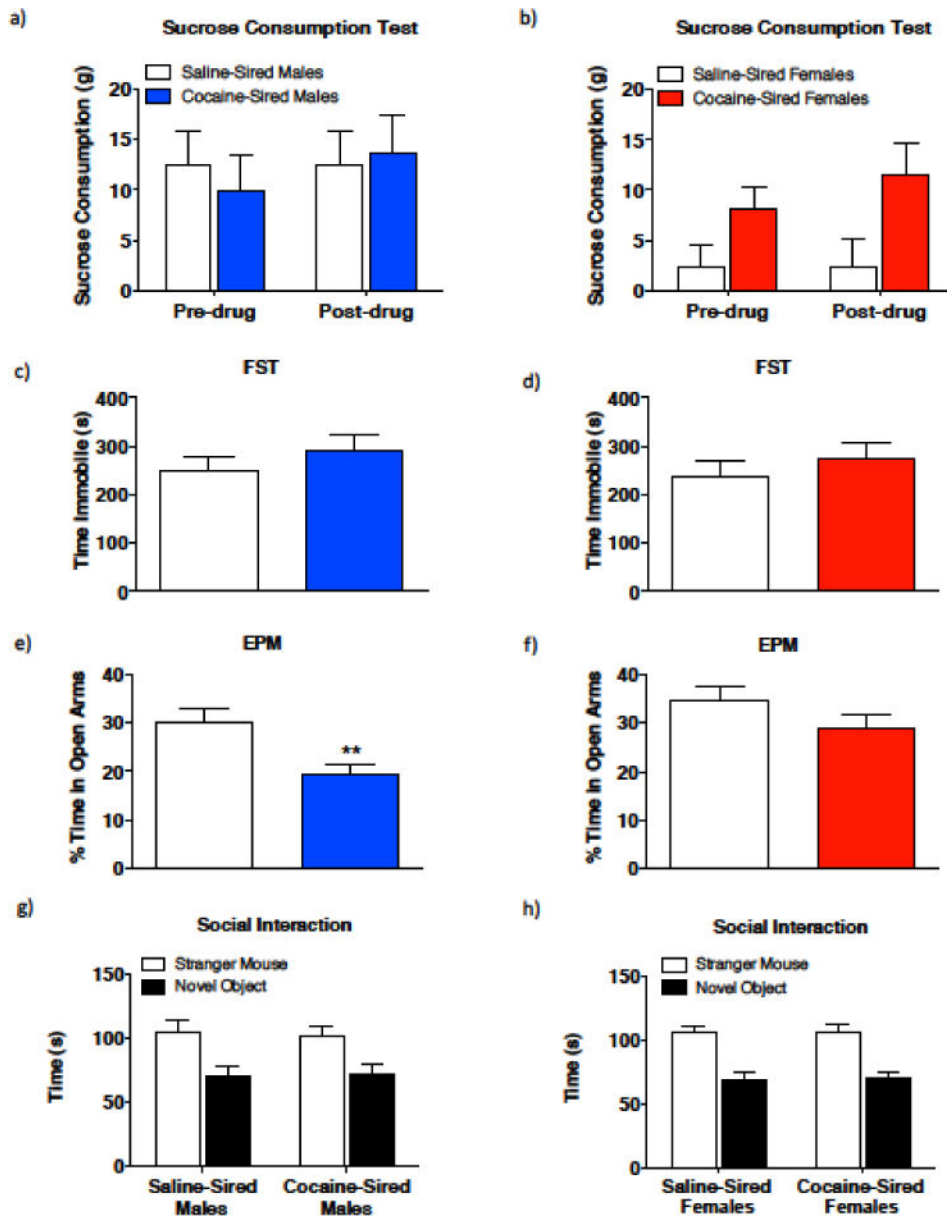 a)
Sucrose Consumption Test
Saline-Sired Males
Cocaine-Sired Males
Sucrose Consumption (g)
20
15
10
5
0
Pre-drug
Post-drug
b)
Sucrose Consumption Test
Saline-Sired Females
Cocaine-Sired Females
Sucrose Consumption (g)
20
15
10
5
0
Pre-drug
Post-drug
c)
FST
Time Immobile (s)
400
300
200
100
0
d)
FST
Time Immobile (s)
400
300
200
100
0
e)
EPM
% Time in Open Arms
40
30
20
10
0
**
f)
EPM
% Time in Open Arms
40
30
20
10
0
g)
Social Interaction
Stranger Mouse
Novel Object
Time (s)
150
100
50
0
Saline-Sired
Males
Cocaine-Sired
Males
h)
Social Interaction
Stranger Mouse
Novel Object
Time (s)
150
100
50
0
Saline-Sired
Females
Cocaine-Sired
Females